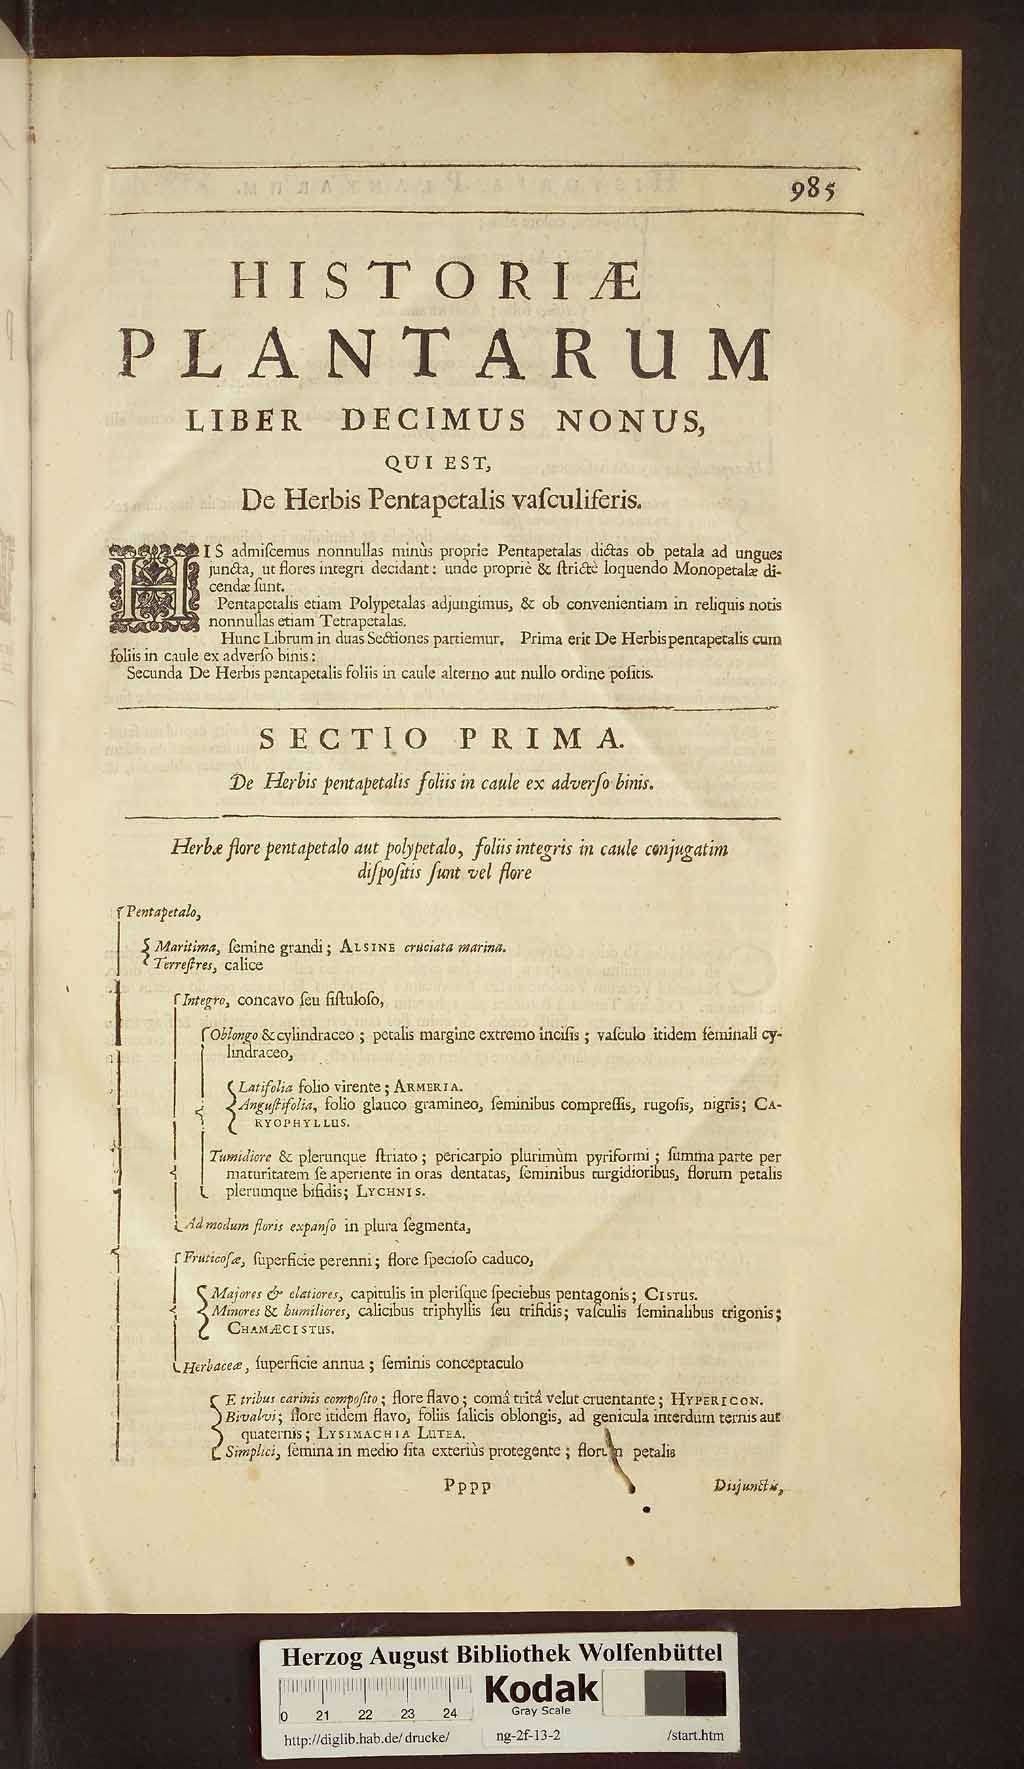 985
HISTORIÆ
PLANTARUM
LIBER DECIMUS NONUS,
QUI EST,
De Herbis Pentapetalis vaſculiferis.
HIS admiſcemus nonnullas minùs proprie Pentapetalas dictas ob petala ad ungues
juncta, ut flores integri decidant: unde propriè & ſtrictè loquendo Monopetalæ di-
cendæ ſunt.
Pentapetalis etiam Polypetalas adjungimus, & ob convenientiam in reliquis notis
nonnullas etiam Tetrapetalas.
Hunc Librum in duas Sectiones partiemur. Prima erit De Herbis pentapetalis cum
foliis in caule ex adverſo binis:
Secunda De Herbis pentapetalis foliis in caule alterno aut nullo ordine poſitis.
SECTIO PRIMA.
De Herbis pentapetalis foliis in caule ex adverſo binis.
Herbæ flore pentapetalo aut polypetalo, foliis integris in caule conjugatim
diſpoſitis ſunt vel flore
Pentapetalo,
Maritima, ſemine grandi; ALSINE cruciata marina.
Terreſtres, calice
Integro, concavo ſeu fiſtuloſo,
Oblongo & cylindraceo; petalis margine extremo inciſis; vaſculo itidem ſeminali cy-
lindraceo,
Latifolia folio virente; ARMERIA.
Anguſtifolia, folio glauco gramineo, ſeminibus compreſſis, rugoſis, nigris; CA-
RYOPHYLLUS.
Tumidiore & plerunque ſtriato; pericarpio plurimùm pyriformi; ſumma parte per
maturitatem ſe aperiente in oras dentatas, ſeminibus turgidioribus, florum petalis
plerumque bifidis; LYCHNIS.
Ad modum floris expanſo in plura ſegmenta,
Fruticoſæ, ſuperficie perenni; flore ſpecioſo caduco,
Majores & elatiores, capitulis in pleriſque ſpeciebus pentagonis; CISTUS.
Minores & humiliores, calicibus triphyllis ſeu trifidis; vaſculis ſeminalibus trigonis;
CHAMÆCISTUS.
Herbaceæ, ſuperficie annua; ſeminis conceptaculo
E tribus carinis compoſito; flore flavo; comâ tritâ velut cruentante; HYPERICON.
Bivalvi; flore itidem flavo, foliis ſalicis oblongis, ad genicula interdum ternis aut
quaternis; LYSIMACHIA LUTEA.
Simplici, ſemina in medio ſita exteriùs protegente; petalis
Pppp
Disjunctis,
Herzog August Bibliothek Wolfenbüttel
Kodak
Gray Scale
0 21 22 23 24
http://diglib.hab.de/drucke/ ng-2f-13-2 /start.htm